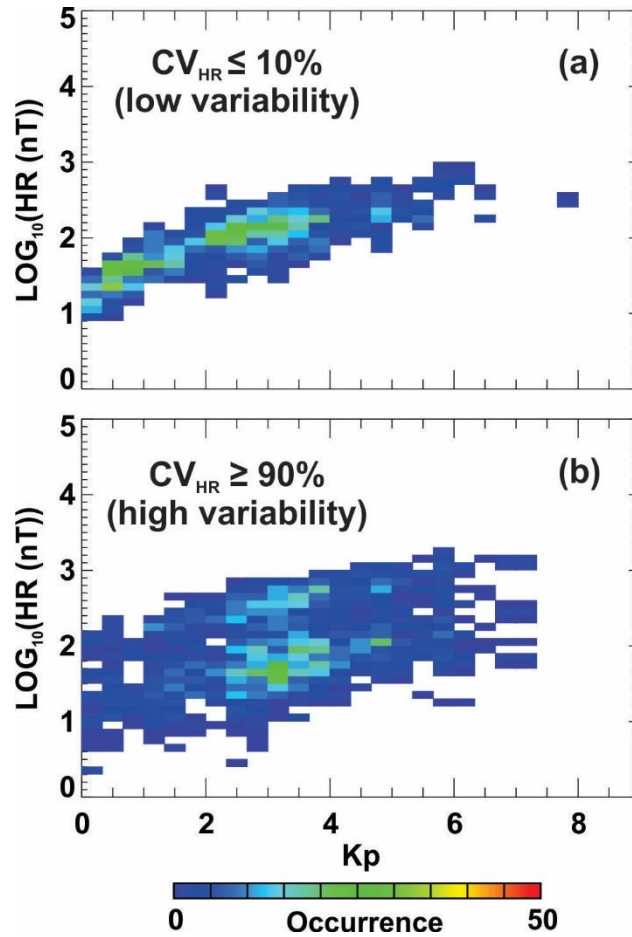 5
CV_HR ≤ 10%
(a)
(low variability)
4
3
2
1
0
LOG₁₀(HR (nT))
5
CV_HR ≥ 90%
(b)
(high variability)
4
3
2
1
0
LOG₁₀(HR (nT))
0 2 4 6 8
Kp
0 Occurrence 50